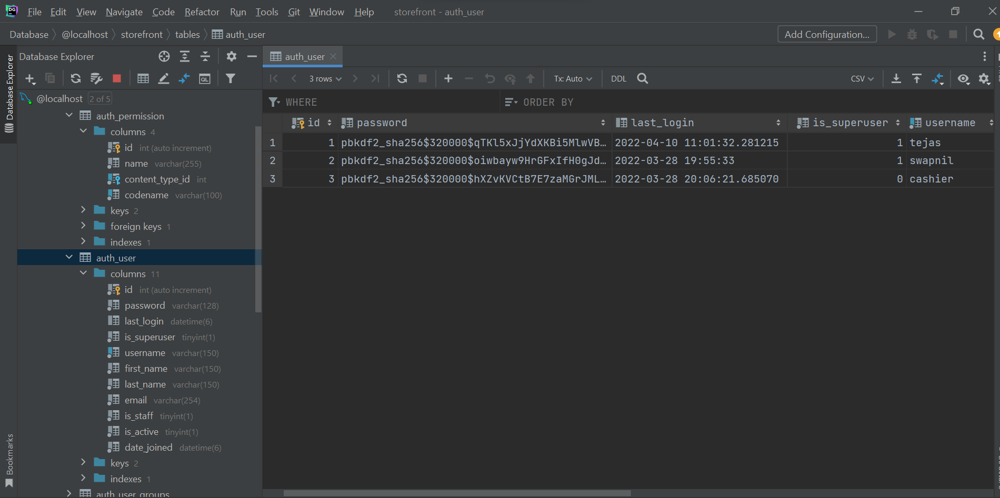 DG File Edit View Navigate Code Refactor Run Tools Git Window Help storefront - auth_user
Database @localhost storefront tables auth_user Add Configuration...
Database Explorer
Database Explorer
@localhost 2 of 5
auth_permission
columns 4
id int (auto increment)
name varchar(255)
content_type_id int
codename varchar(100)
keys 2
foreign keys 1
indexes 1
auth_user
columns 11
id int (auto increment)
password varchar(128)
last_login datetime(6)
is_superuser tinyint(1)
username varchar(150)
first_name varchar(150)
last_name varchar(150)
email varchar(254)
is_staff tinyint(1)
is_active tinyint(1)
date_joined datetime(6)
keys 2
indexes 1
auth_user_groups
Bookmarks
QL
auth_user
3 rows Tx: Auto DDL CSV
WHERE ORDER BY
id password last_login is_superuser username
1 1 pbkdf2_sha256$320000$qTKl5xJjYdXKBi5MlwVB… 2022-04-10 11:01:32.281215 1 tejas
2 2 pbkdf2_sha256$320000$oiwbayw9HrGFxIfH0gJd… 2022-03-28 19:55:33 1 swapnil
3 3 pbkdf2_sha256$320000$hXZvKVCtB7E7zaMGrJML… 2022-03-28 20:06:21.685070 0 cashier